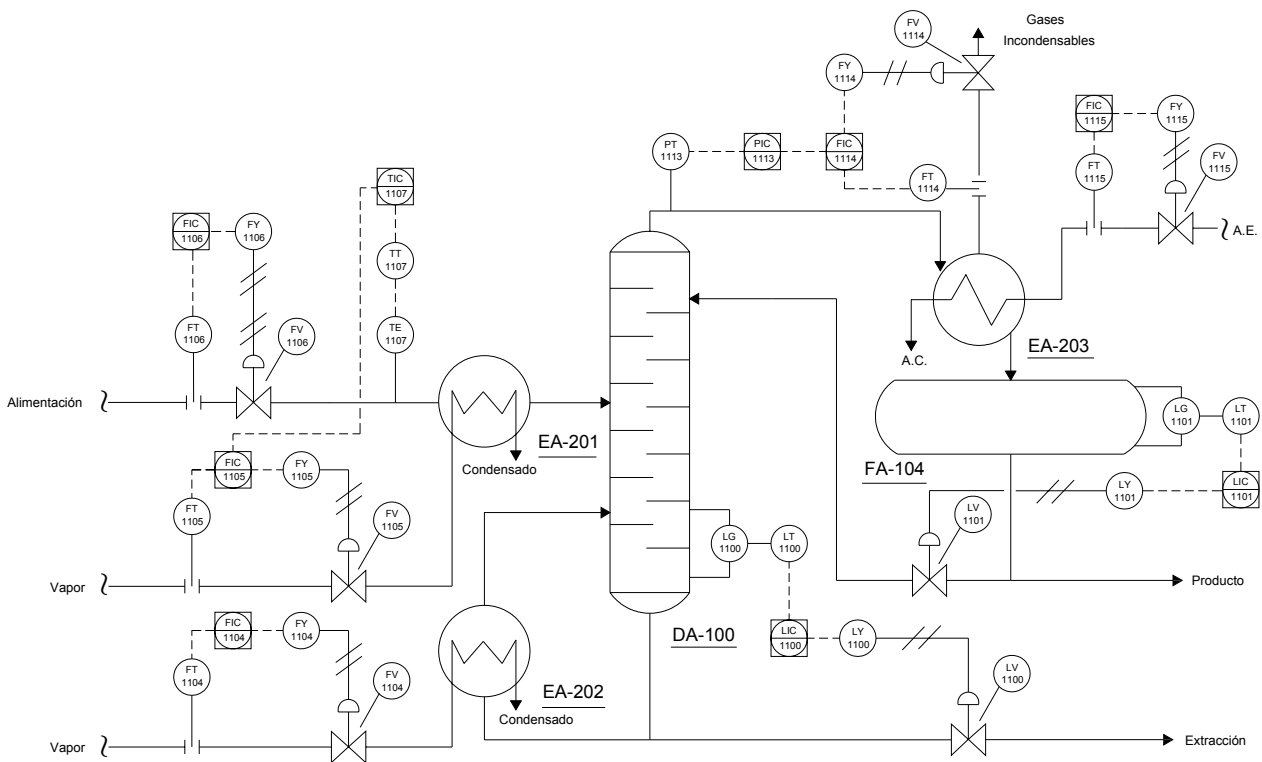 Gases
Incondensables
FV
1114
FY
1114
FIC
1115
FY
1115
PT
1113
PIC
1113
FIC
1114
FT
1115
FV
1115
FT
1114
TIC
1107
FIC
1106
FY
1106
A.E.
TT
1107
FT
1106
FV
1106
TE
1107
EA-203
A.C.
Alimentación
LG
1101
LT
1101
EA-201
Condensado
FA-104
FIC
1105
FY
1105
LY
1101
LIC
1101
FT
1105
FV
1105
LV
1101
LG
1100
LT
1100
Vapor
Producto
FIC
1104
FY
1104
DA-100
LIC
1100
LY
1100
FT
1104
FV
1104
LV
1100
EA-202
Condensado
Vapor
Extracción